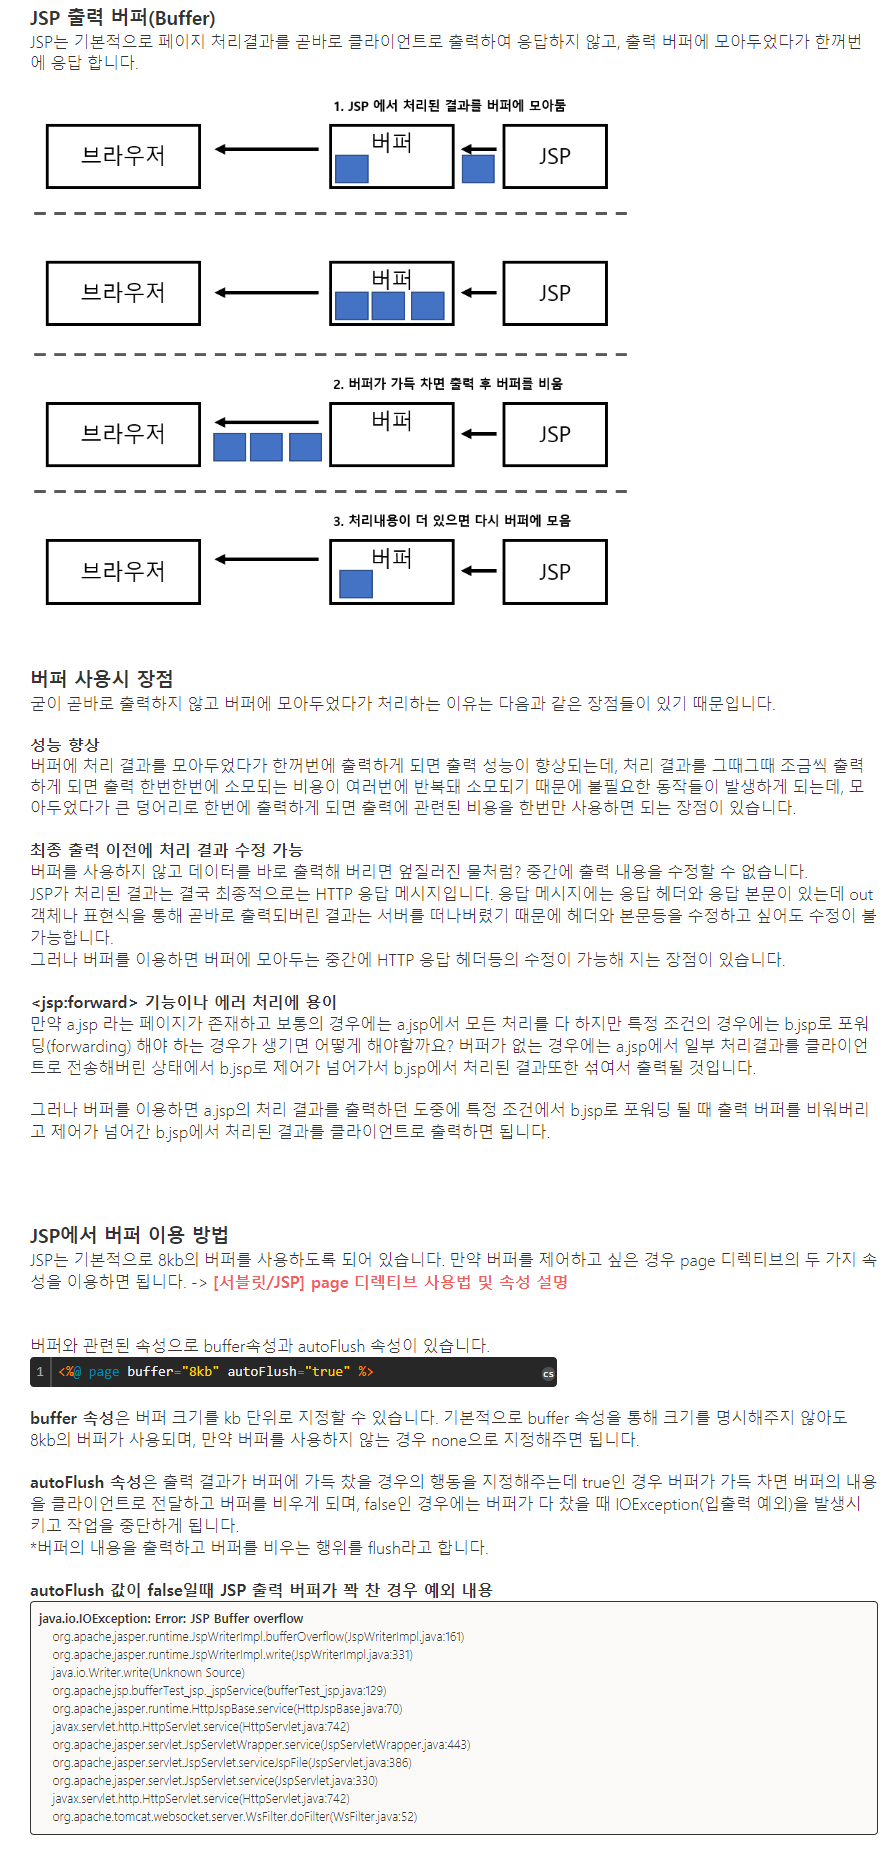 JSP 출력 버퍼(Buffer)
JSP는 기본적으로 페이지 처리결과를 곧바로 클라이언트로 출력하여 응답하지 않고, 출력 버퍼에 모아두었다가 한꺼번
에 응답 합니다.
1. JSP 에서 처리된 결과를 버퍼에 모아둠
브라우저
버퍼
JSP
브라우저
버퍼
JSP
2. 버퍼가 가득 차면 출력 후 버퍼를 비움
브라우저
버퍼
JSP
3. 처리내용이 더 있으면 다시 버퍼에 모음
브라우저
버퍼
JSP
버퍼 사용시 장점
굳이 곧바로 출력하지 않고 버퍼에 모아두었다가 처리하는 이유는 다음과 같은 장점들이 있기 때문입니다.
성능 향상
버퍼에 처리 결과를 모아두었다가 한꺼번에 출력하게 되면 출력 성능이 향상되는데, 처리 결과를 그때그때 조금씩 출력
하게 되면 출력 한번한번에 소모되는 비용이 여러번에 반복돼 소모되기 때문에 불필요한 동작들이 발생하게 되는데, 모
아두었다가 큰 덩어리로 한번에 출력하게 되면 출력에 관련된 비용을 한번만 사용하면 되는 장점이 있습니다.
최종 출력 이전에 처리 결과 수정 가능
버퍼를 사용하지 않고 데이터를 바로 출력해 버리면 엎질러진 물처럼? 중간에 출력 내용을 수정할 수 없습니다.
JSP가 처리된 결과는 결국 최종적으로는 HTTP 응답 메시지입니다. 응답 메시지에는 응답 헤더와 응답 본문이 있는데 out
객체나 표현식을 통해 곧바로 출력되버린 결과는 서버를 떠나버렸기 때문에 헤더와 본문등을 수정하고 싶어도 수정이 불
가능합니다.
그러나 버퍼를 이용하면 버퍼에 모아두는 중간에 HTTP 응답 헤더등의 수정이 가능해 지는 장점이 있습니다.
<jsp:forward> 기능이나 에러 처리에 용이
만약 a.jsp 라는 페이지가 존재하고 보통의 경우에는 a.jsp에서 모든 처리를 다 하지만 특정 조건의 경우에는 b.jsp로 포워
딩(forwarding) 해야 하는 경우가 생기면 어떻게 해야할까요? 버퍼가 없는 경우에는 a.jsp에서 일부 처리결과를 클라이언
트로 전송해버린 상태에서 b.jsp로 제어가 넘어가서 b.jsp에서 처리된 결과또한 섞여서 출력될 것입니다.
그러나 버퍼를 이용하면 a.jsp의 처리 결과를 출력하던 도중에 특정 조건에서 b.jsp로 포워딩 될 때 출력 버퍼를 비워버리
고 제어가 넘어간 b.jsp에서 처리된 결과를 클라이언트로 출력하면 됩니다.
JSP에서 버퍼 이용 방법
JSP는 기본적으로 8kb의 버퍼를 사용하도록 되어 있습니다. 만약 버퍼를 제어하고 싶은 경우 page 디렉티브의 두 가지 속
성을 이용하면 됩니다. -> [서블릿/JSP] page 디렉티브 사용법 및 속성 설명
버퍼와 관련된 속성으로 buffer속성과 autoFlush 속성이 있습니다.
1 <%@ page buffer="8kb" autoFlush="true" %> cs
buffer 속성은 버퍼 크기를 kb 단위로 지정할 수 있습니다. 기본적으로 buffer 속성을 통해 크기를 명시해주지 않아도
8kb의 버퍼가 사용되며, 만약 버퍼를 사용하지 않는 경우 none으로 지정해주면 됩니다.
autoFlush 속성은 출력 결과가 버퍼에 가득 찼을 경우의 행동을 지정해주는데 true인 경우 버퍼가 가득 차면 버퍼의 내용
을 클라이언트로 전달하고 버퍼를 비우게 되며, false인 경우에는 버퍼가 다 찼을 때 IOException(입출력 예외)을 발생시
키고 작업을 중단하게 됩니다.
*버퍼의 내용을 출력하고 버퍼를 비우는 행위를 flush라고 합니다.
autoFlush 값이 false일때 JSP 출력 버퍼가 꽉 찬 경우 예외 내용
java.io.IOException: Error: JSP Buffer overflow
org.apache.jasper.runtime.JspWriterImpl.bufferOverflow(JspWriterImpl.java:161)
org.apache.jasper.runtime.JspWriterImpl.write(JspWriterImpl.java:331)
java.io.Writer.write(Unknown Source)
org.apache.jsp.bufferTest_jsp._jspService(bufferTest_jsp.java:129)
org.apache.jasper.runtime.HttpJspBase.service(HttpJspBase.java:70)
javax.servlet.http.HttpServlet.service(HttpServlet.java:742)
org.apache.jasper.servlet.JspServletWrapper.service(JspServletWrapper.java:443)
org.apache.jasper.servlet.JspServlet.serviceJspFile(JspServlet.java:386)
org.apache.jasper.servlet.JspServlet.service(JspServlet.java:330)
javax.servlet.http.HttpServlet.service(HttpServlet.java:742)
org.apache.tomcat.websocket.server.WsFilter.doFilter(WsFilter.java:52)